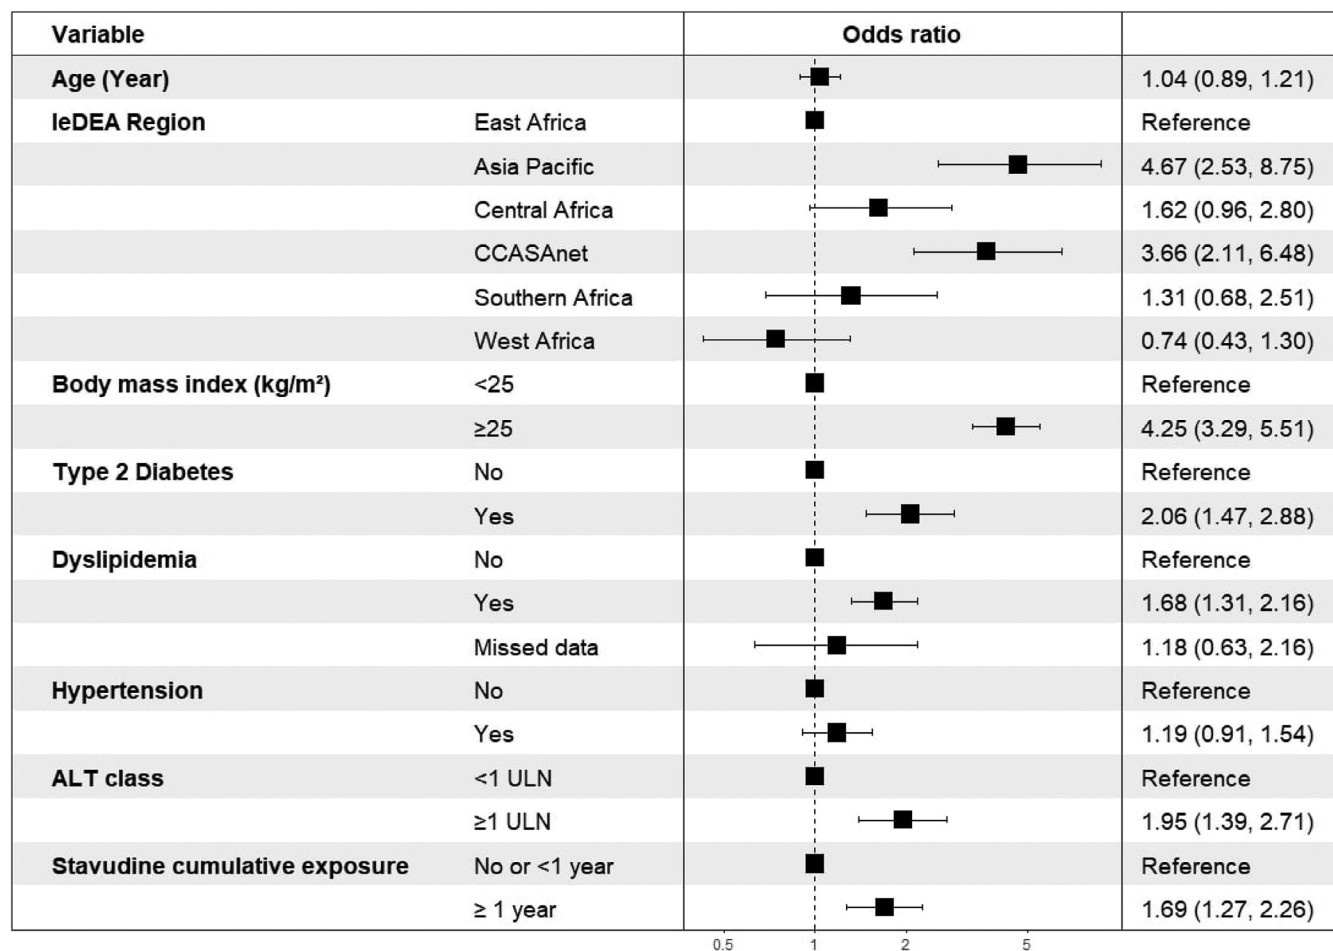 Variable Odds ratio
Age (Year) 1.04 (0.89, 1.21)
IeDEA Region East Africa Reference
Asia Pacific 4.67 (2.53, 8.75)
Central Africa 1.62 (0.96, 2.80)
CCASAnet 3.66 (2.11, 6.48)
Southern Africa 1.31 (0.68, 2.51)
West Africa 0.74 (0.43, 1.30)
Body mass index (kg/m²) <25 Reference
≥25 4.25 (3.29, 5.51)
Type 2 Diabetes No Reference
Yes 2.06 (1.47, 2.88)
Dyslipidemia No Reference
Yes 1.68 (1.31, 2.16)
Missed data 1.18 (0.63, 2.16)
Hypertension No Reference
Yes 1.19 (0.91, 1.54)
ALT class <1 ULN Reference
≥1 ULN 1.95 (1.39, 2.71)
Stavudine cumulative exposure No or <1 year Reference
≥ 1 year 1.69 (1.27, 2.26)
0.5 1 2 5